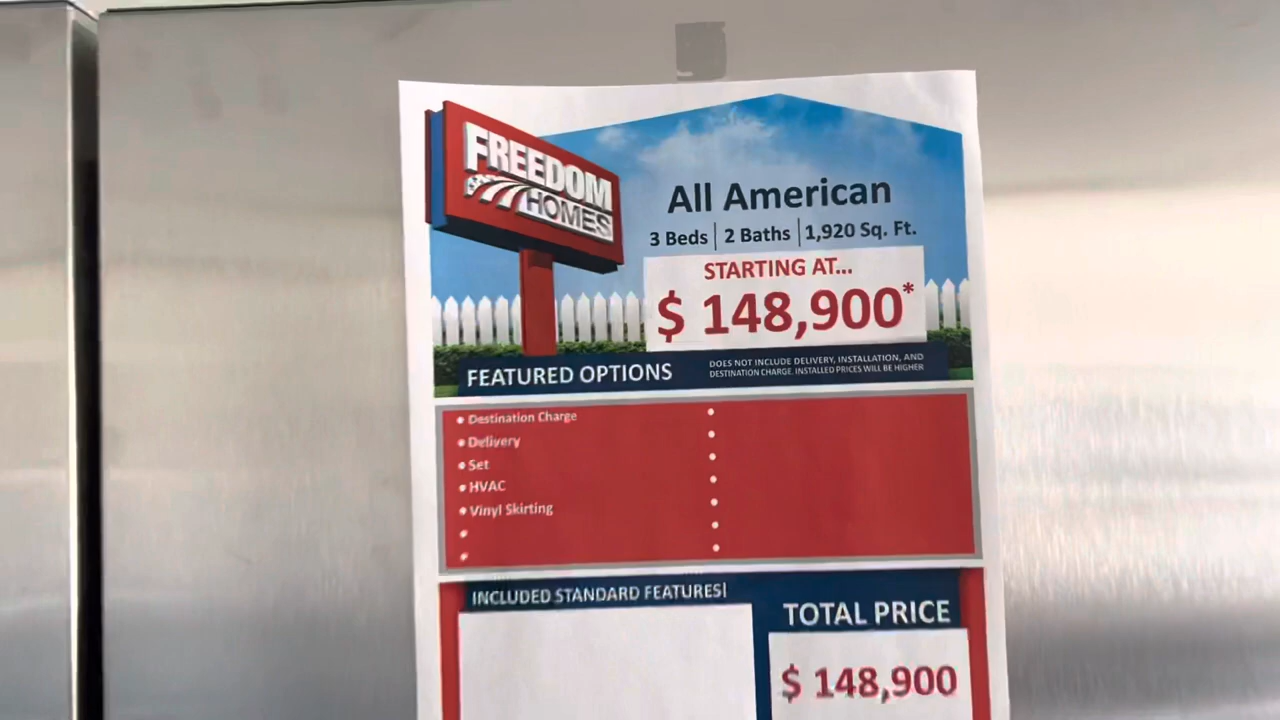 FREEDOM
HOMES
All American
3 Beds | 2 Baths | 1,920 Sq. Ft.
STARTING AT...
$ 148,900*
FEATURED OPTIONS
DOES NOT INCLUDE DELIVERY, INSTALLATION, AND
DESTINATION CHARGE. INSTALLED PRICES WILL BE HIGHER
• Destination Charge
• Delivery
• Set
• HVAC
• Vinyl Skirting
INCLUDED STANDARD FEATURES!
TOTAL PRICE
$ 148,900